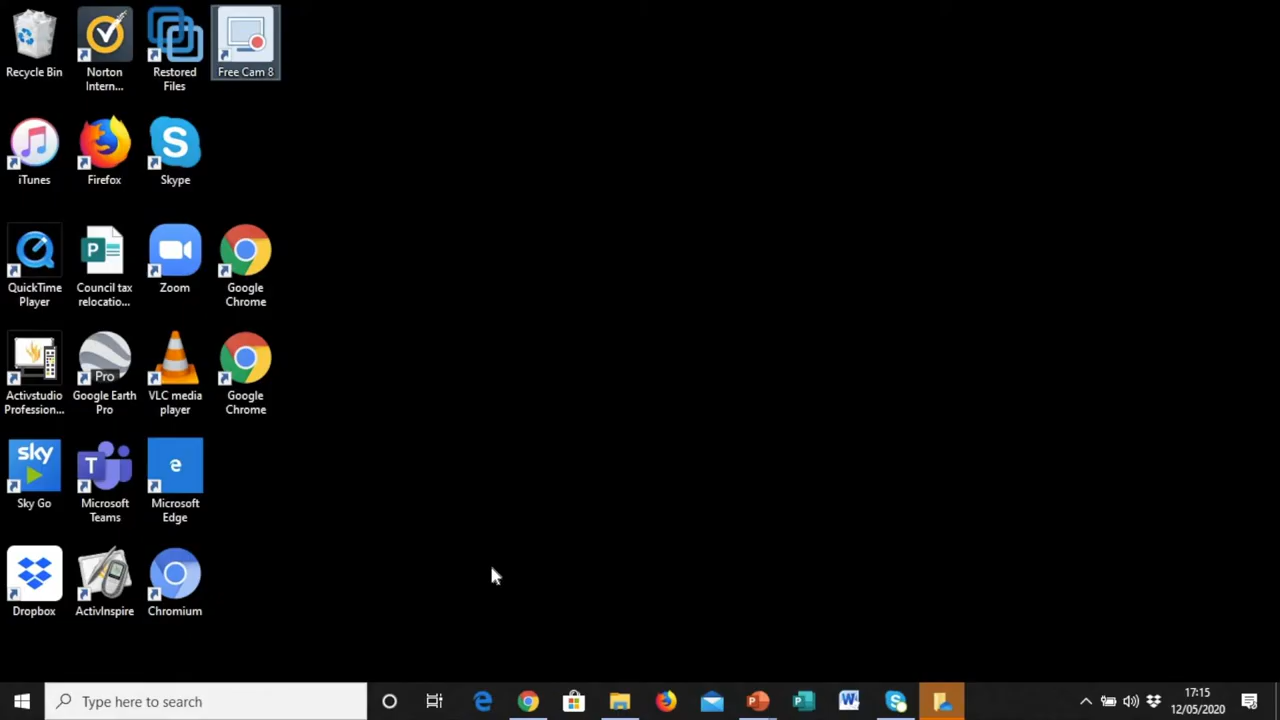 Recycle Bin
Norton
Intern...
Restored
Files
Free Cam 8
iTunes
Firefox
S
Skype
QuickTime
Player
P
Council tax
relocatio...
Zoom
Google
Chrome
Activstudio
Profession...
Pro
Google Earth
Pro
VLC media
player
Google
Chrome
sky
Sky Go
T
Microsoft
Teams
e
Microsoft
Edge
Dropbox
ActivInspire
Chromium
Type here to search
17:15
12/05/2020